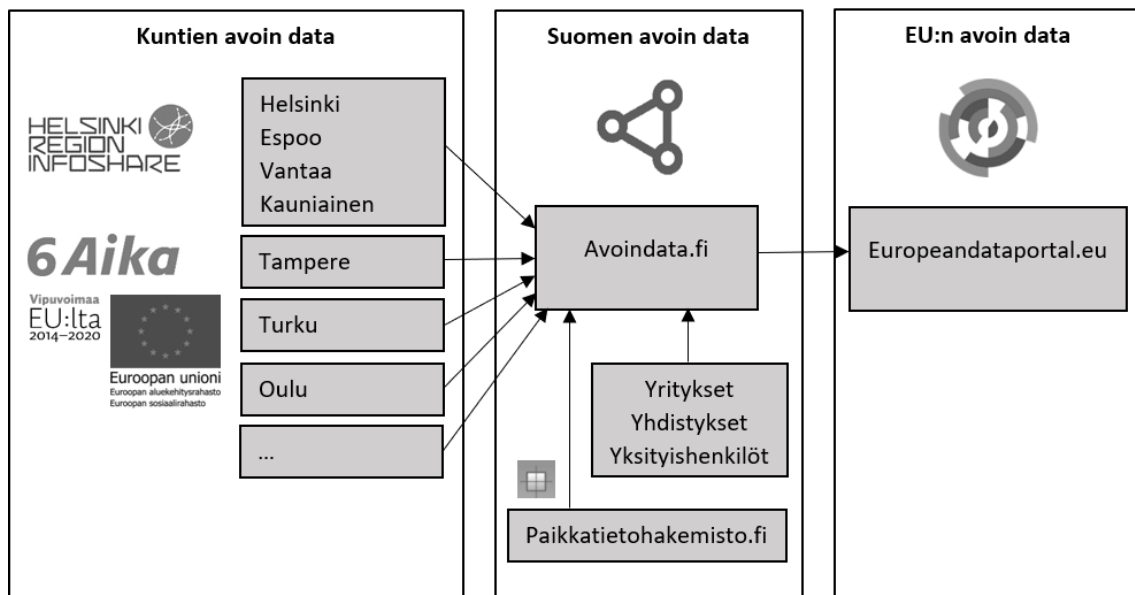 Kuntien avoin data
HELSINKI
REGION
INFOSHARE
Helsinki
Espoo
Vantaa
Kauniainen
6Aika
Vipuvoimaa
EU:lta
2014–2020
Euroopan unioni
Euroopan aluekehitysrahasto
Euroopan sosiaalirahasto
Tampere
Turku
Oulu
...
Suomen avoin data
Avoindata.fi
Yritykset
Yhdistykset
Yksityishenkilöt
Paikkatietohakemisto.fi
EU:n avoin data
Europeandataportal.eu